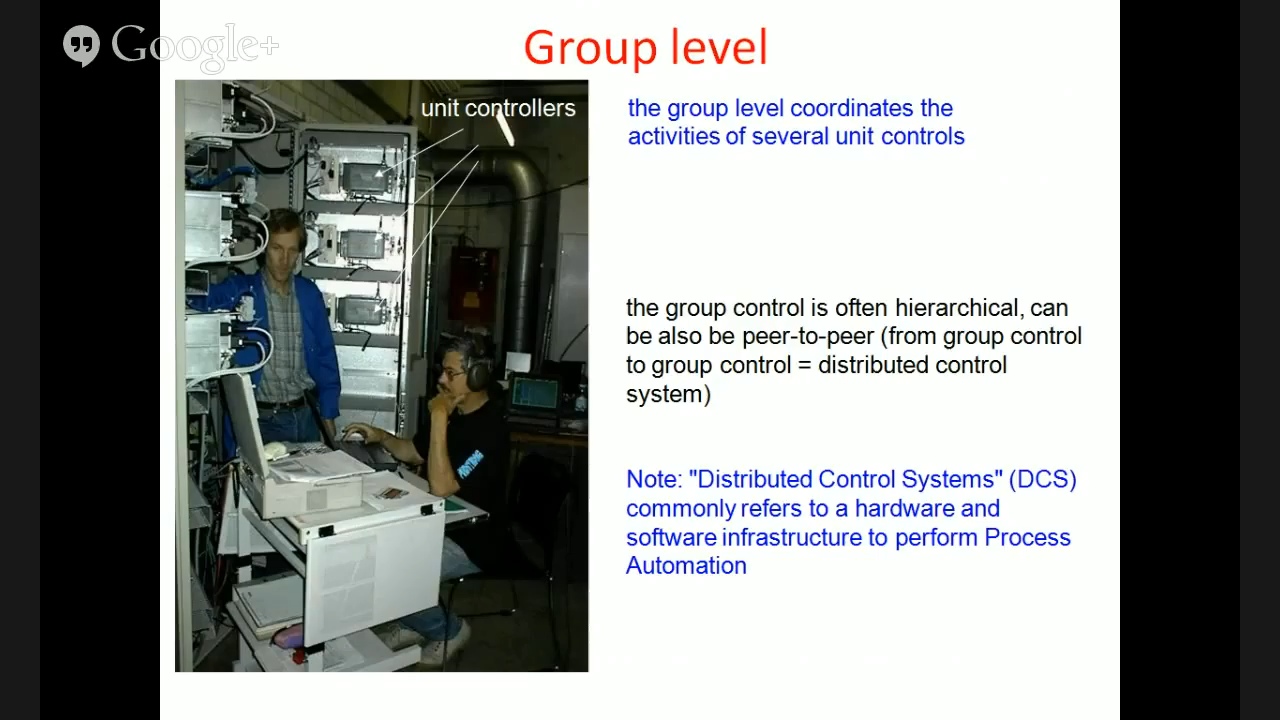 Google+
Group level
unit controllers
the group level coordinates the
activities of several unit controls
the group control is often hierarchical, can
be also be peer-to-peer (from group control
to group control = distributed control
system)
Note: "Distributed Control Systems" (DCS)
commonly refers to a hardware and
software infrastructure to perform Process
Automation